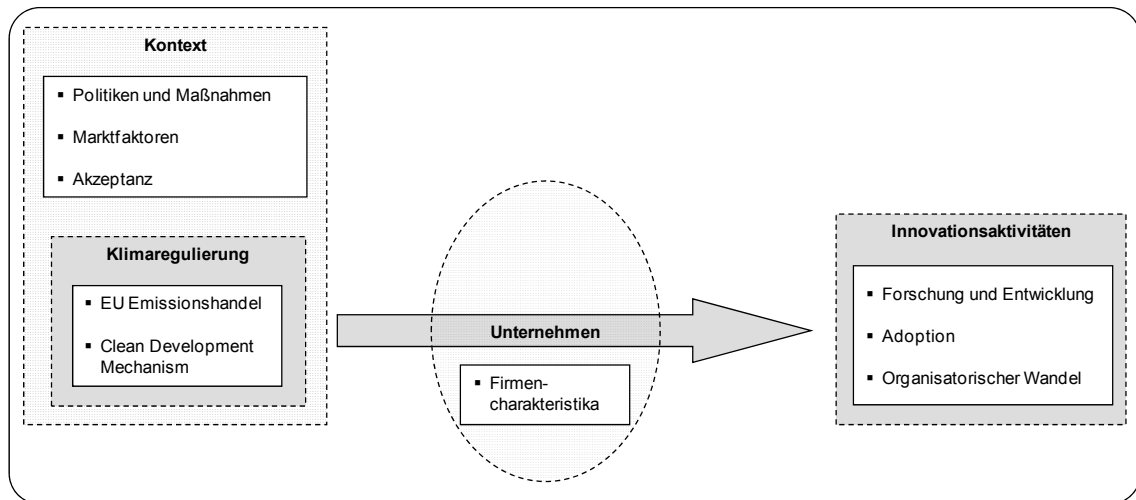 Kontext
▪ Politiken und Maßnahmen
▪ Marktfaktoren
▪ Akzeptanz
Klimaregulierung
▪ EU Emissionshandel
▪ Clean Development
Mechanism
Unternehmen
▪ Firmen-
charakteristika
Innovationsaktivitäten
▪ Forschung und Entwicklung
▪ Adoption
▪ Organisatorischer Wandel